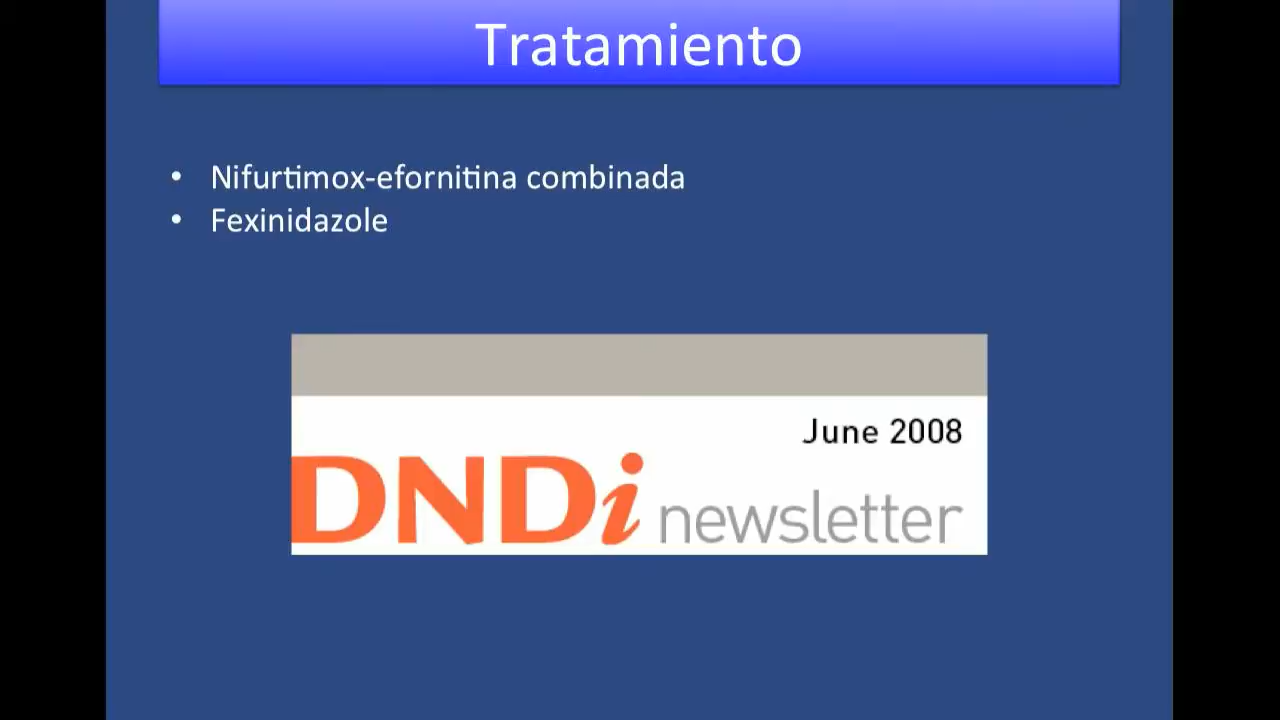 Tratamiento
• Nifurtimox-efornitina combinada
• Fexinidazole
June 2008
DNDi newsletter